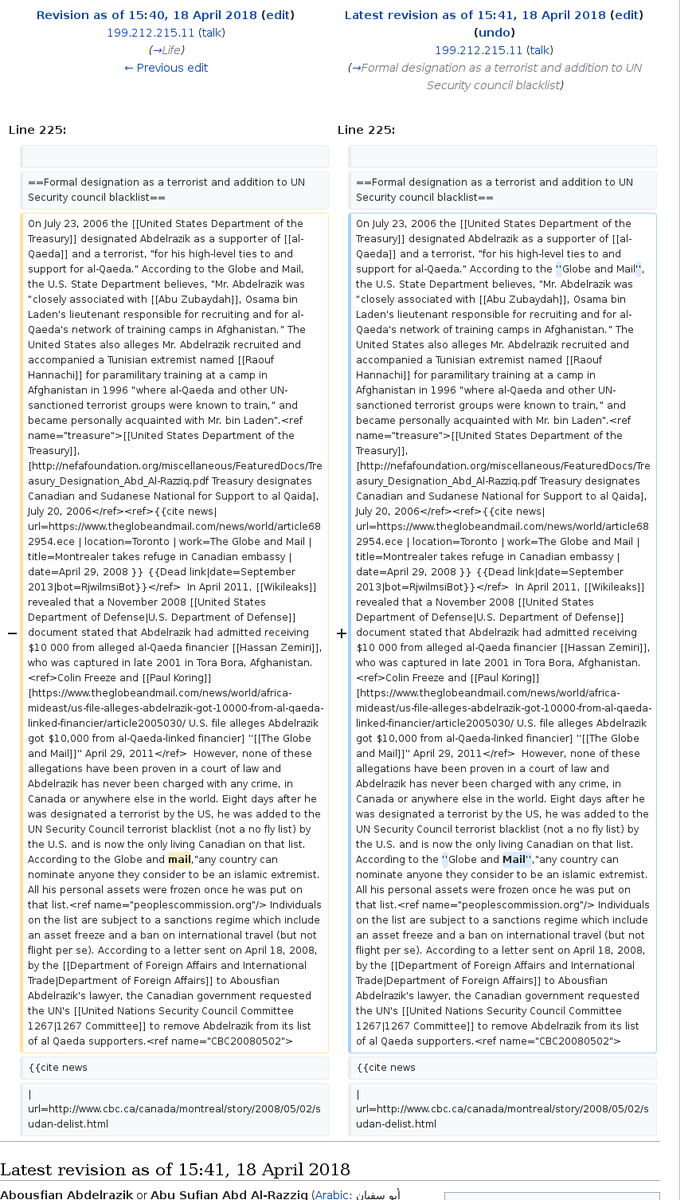 Revision as of 15:40, 18 April 2018 (edit)
199.212.215.11 (talk)
(→Life)
← Previous edit
Latest revision as of 15:41, 18 April 2018 (edit)
(undo)
199.212.215.11 (talk)
(→Formal designation as a terrorist and addition to UN
Security council blacklist)
Line 225:
Line 225:
==Formal designation as a terrorist and addition to UN
Security council blacklist==
==Formal designation as a terrorist and addition to UN
Security council blacklist==
−
On July 23, 2006 the [[United States Department of the
Treasury]] designated Abdelrazik as a supporter of [[al-
Qaeda]] and a terrorist, "for his high-level ties to and
support for al-Qaeda." According to the Globe and Mail,
the U.S. State Department believes, "Mr. Abdelrazik was
"closely associated with [[Abu Zubaydah]], Osama bin
Laden's lieutenant responsible for recruiting and for al-
Qaeda's network of training camps in Afghanistan." The
United States also alleges Mr. Abdelrazik recruited and
accompanied a Tunisian extremist named [[Raouf
Hannachi]] for paramilitary training at a camp in
Afghanistan in 1996 "where al-Qaeda and other UN-
sanctioned terrorist groups were known to train," and
became personally acquainted with Mr. bin Laden".<ref
name="treasure">[[United States Department of the
Treasury]],
[http://nefafoundation.org/miscellaneous/FeaturedDocs/Tre
asury_Designation_Abd_Al-Razziq.pdf Treasury designates
Canadian and Sudanese National for Support to al Qaida],
July 20, 2006</ref><ref>{{cite news|
url=https://www.theglobeandmail.com/news/world/article68
2954.ece | location=Toronto | work=The Globe and Mail |
title=Montrealer takes refuge in Canadian embassy |
date=April 29, 2008 }} {{Dead link|date=September
2013|bot=RjwilmsiBot}}</ref>  In April 2011, [[Wikileaks]]
revealed that a November 2008 [[United States
Department of Defense|U.S. Department of Defense]]
document stated that Abdelrazik had admitted receiving
$10 000 from alleged al-Qaeda financier [[Hassan Zemiri]],
who was captured in late 2001 in Tora Bora, Afghanistan.
<ref>Colin Freeze and [[Paul Koring]]
[https://www.theglobeandmail.com/news/world/africa-
mideast/us-file-alleges-abdelrazik-got-10000-from-al-qaeda-
linked-financier/article2005030/ U.S. file alleges Abdelrazik
got $10,000 from al-Qaeda-linked financier] ''[[The Globe
and Mail]]'' April 29, 2011</ref>  However, none of these
allegations have been proven in a court of law and
Abdelrazik has never been charged with any crime, in
Canada or anywhere else in the world. Eight days after he
was designated a terrorist by the US, he was added to the
UN Security Council terrorist blacklist (not a no fly list) by
the U.S. and is now the only living Canadian on that list.
According to the Globe and mail,"any country can
nominate anyone they consider to be an islamic extremist.
All his personal assets were frozen once he was put on
that list.<ref name="peoplescommission.org"/> Individuals
on the list are subject to a sanctions regime which include
an asset freeze and a ban on international travel (but not
flight per se). According to a letter sent on April 18, 2008,
by the [[Department of Foreign Affairs and International
Trade|Department of Foreign Affairs]] to Abousfian
Abdelrazik's lawyer, the Canadian government requested
the UN's [[United Nations Security Council Committee
1267|1267 Committee]] to remove Abdelrazik from its list
of al Qaeda supporters.<ref name="CBC20080502">
+
On July 23, 2006 the [[United States Department of the
Treasury]] designated Abdelrazik as a supporter of [[al-
Qaeda]] and a terrorist, "for his high-level ties to and
support for al-Qaeda." According to the ''Globe and Mail'',
the U.S. State Department believes, "Mr. Abdelrazik was
"closely associated with [[Abu Zubaydah]], Osama bin
Laden's lieutenant responsible for recruiting and for al-
Qaeda's network of training camps in Afghanistan." The
United States also alleges Mr. Abdelrazik recruited and
accompanied a Tunisian extremist named [[Raouf
Hannachi]] for paramilitary training at a camp in
Afghanistan in 1996 "where al-Qaeda and other UN-
sanctioned terrorist groups were known to train," and
became personally acquainted with Mr. bin Laden".<ref
name="treasure">[[United States Department of the
Treasury]],
[http://nefafoundation.org/miscellaneous/FeaturedDocs/Tre
asury_Designation_Abd_Al-Razziq.pdf Treasury designates
Canadian and Sudanese National for Support to al Qaida],
July 20, 2006</ref><ref>{{cite news|
url=https://www.theglobeandmail.com/news/world/article68
2954.ece | location=Toronto | work=The Globe and Mail |
title=Montrealer takes refuge in Canadian embassy |
date=April 29, 2008 }} {{Dead link|date=September
2013|bot=RjwilmsiBot}}</ref>  In April 2011, [[Wikileaks]]
revealed that a November 2008 [[United States
Department of Defense|U.S. Department of Defense]]
document stated that Abdelrazik had admitted receiving
$10 000 from alleged al-Qaeda financier [[Hassan Zemiri]],
who was captured in late 2001 in Tora Bora, Afghanistan.
<ref>Colin Freeze and [[Paul Koring]]
[https://www.theglobeandmail.com/news/world/africa-
mideast/us-file-alleges-abdelrazik-got-10000-from-al-qaeda-
linked-financier/article2005030/ U.S. file alleges Abdelrazik
got $10,000 from al-Qaeda-linked financier] ''[[The Globe
and Mail]]'' April 29, 2011</ref>  However, none of these
allegations have been proven in a court of law and
Abdelrazik has never been charged with any crime, in
Canada or anywhere else in the world. Eight days after he
was designated a terrorist by the US, he was added to the
UN Security Council terrorist blacklist (not a no fly list) by
the U.S. and is now the only living Canadian on that list.
According to the ''Globe and Mail'',"any country can
nominate anyone they consider to be an islamic extremist.
All his personal assets were frozen once he was put on
that list.<ref name="peoplescommission.org"/> Individuals
on the list are subject to a sanctions regime which include
an asset freeze and a ban on international travel (but not
flight per se). According to a letter sent on April 18, 2008,
by the [[Department of Foreign Affairs and International
Trade|Department of Foreign Affairs]] to Abousfian
Abdelrazik's lawyer, the Canadian government requested
the UN's [[United Nations Security Council Committee
1267|1267 Committee]] to remove Abdelrazik from its list
of al Qaeda supporters.<ref name="CBC20080502">
{{cite news
{{cite news
|
url=http://www.cbc.ca/canada/montreal/story/2008/05/02/s
udan-delist.html
|
url=http://www.cbc.ca/canada/montreal/story/2008/05/02/s
udan-delist.html
Latest revision as of 15:41, 18 April 2018
Abousfian Abdelrazik or Abu Sufian Abd Al-Razziq (Arabic: أبو سفيان